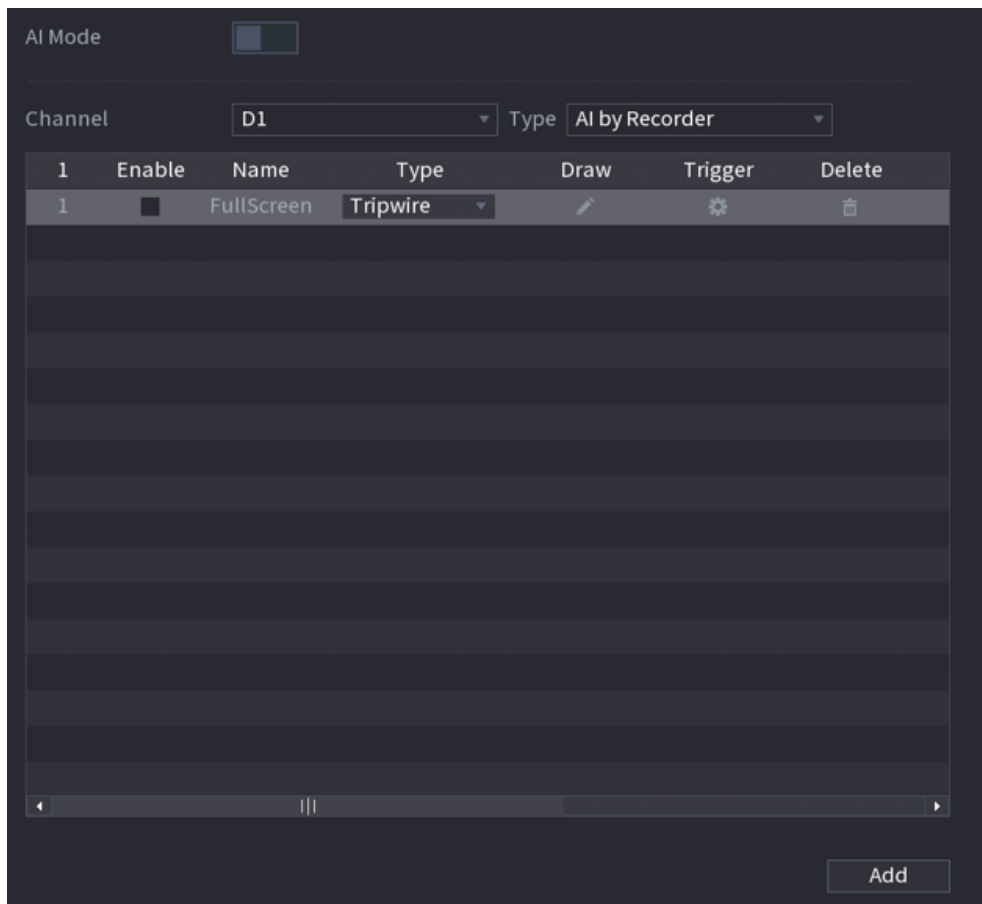 AI Mode
Channel D1 Type AI by Recorder
1 Enable Name Type Draw Trigger Delete
1 FullScreen Tripwire
Add